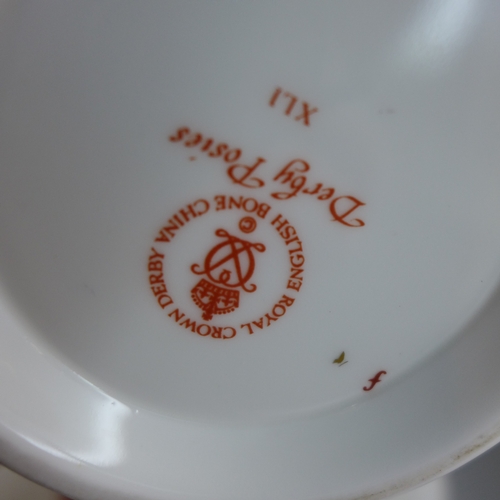 ENGLISH BONE CHINA ROYAL CROWN DERBY
©
Derby Posies
XLI
f